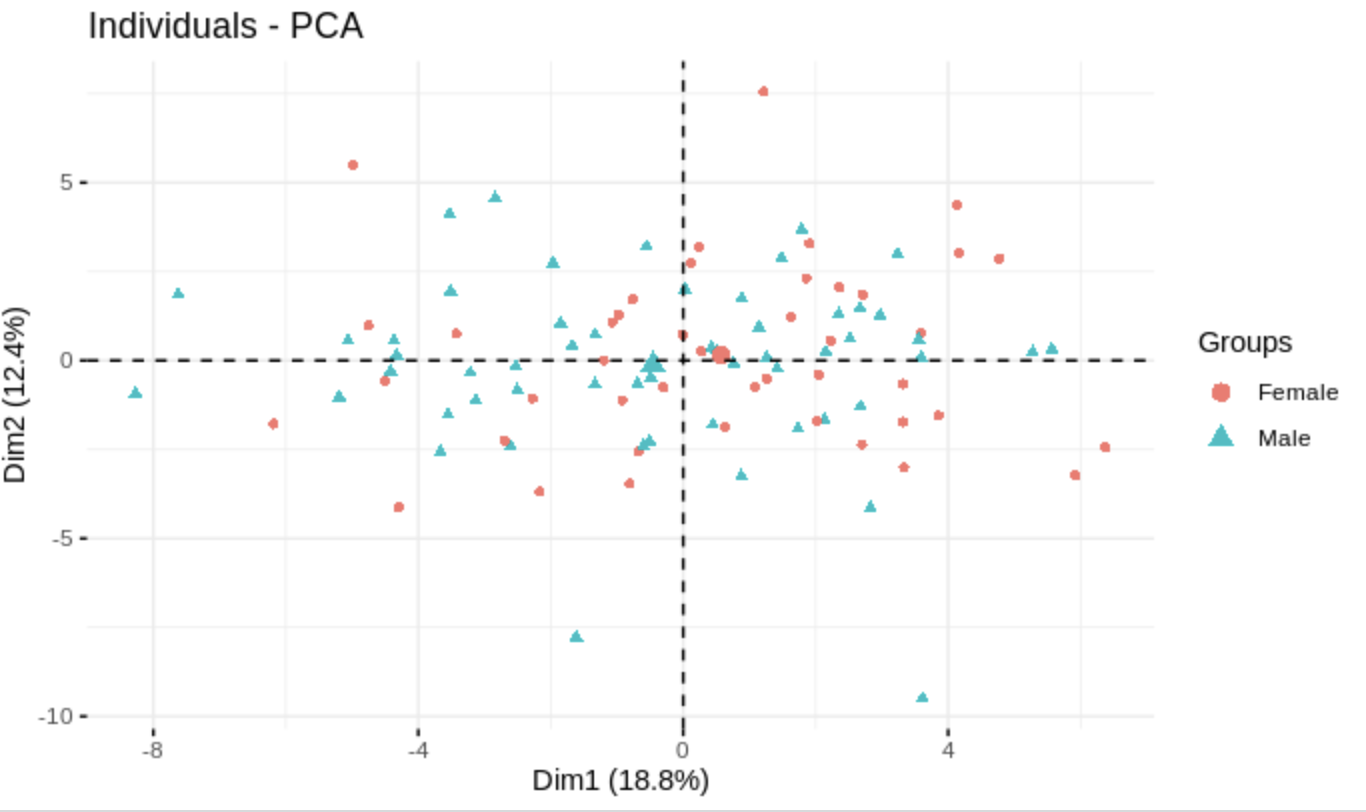 Individuals - PCA
5
0
-5
-10
Dim2 (12.4%)
-8
-4
0
4
Dim1 (18.8%)
Groups
Female
Male